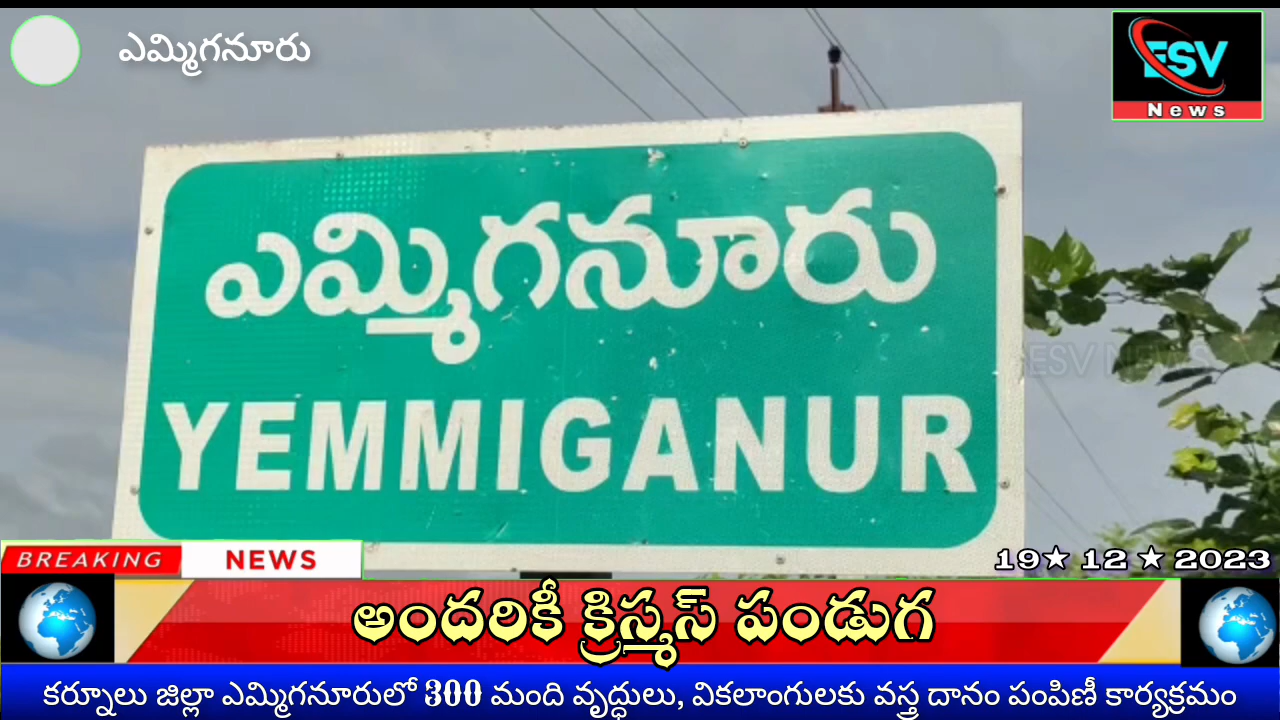 ఎమ్మిగనూరు
ESV
News
ఎమ్మిగనూరు
ESV NEWS
YEMMIGANUR
BREAKING NEWS
19★ 12 ★ 2023
అందరికీ క్రిస్మస్ పండుగ
కర్నూలు జిల్లా ఎమ్మిగనూరులో 300 మంది వృద్ధులు, వికలాంగులకు వస్త్ర దానం పంపిణీ కార్యక్రమం